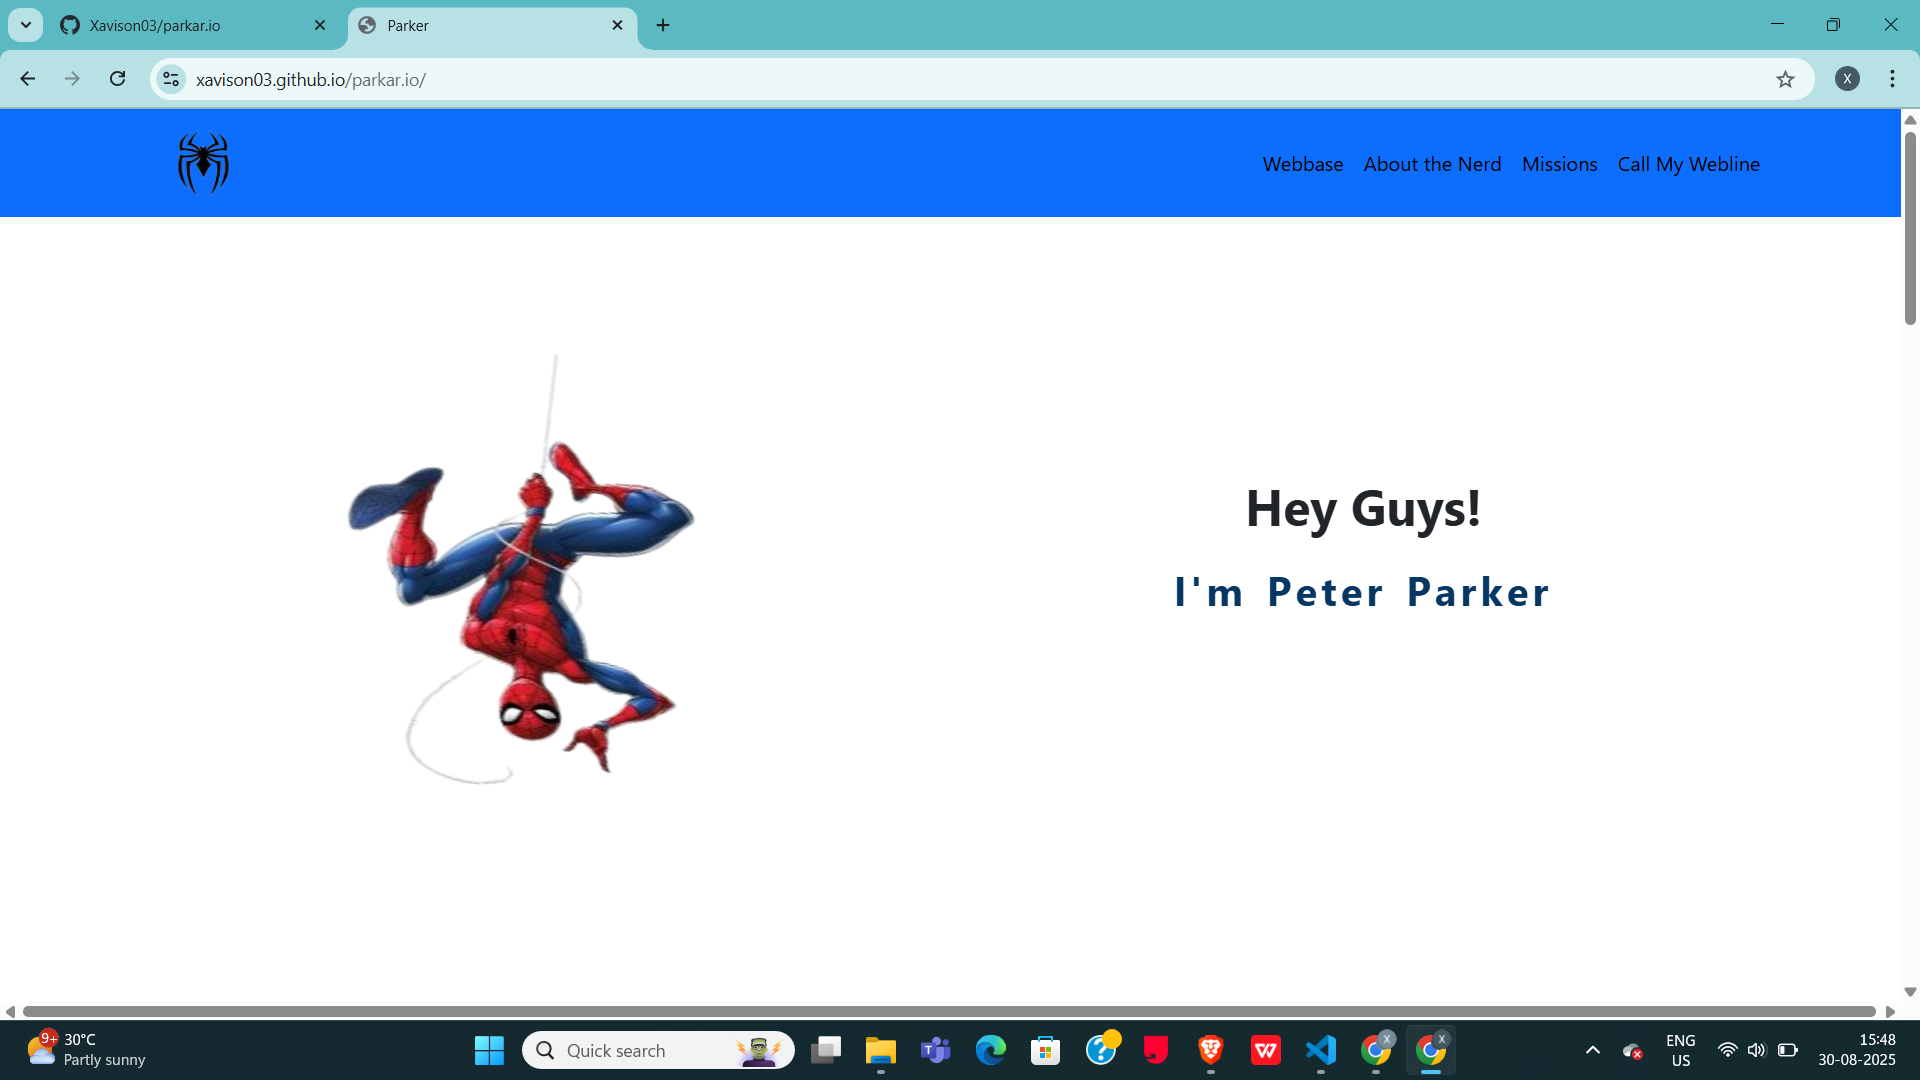 Xavison03/parkar.io
Parker
xavison03.github.io/parkar.io/
X
Webbase
About the Nerd
Missions
Call My Webline
Hey Guys!
I'm Peter Parker
9+
30°C
Partly sunny
Quick search
T
W
X
X
ENG
US
15:48
30-08-2025